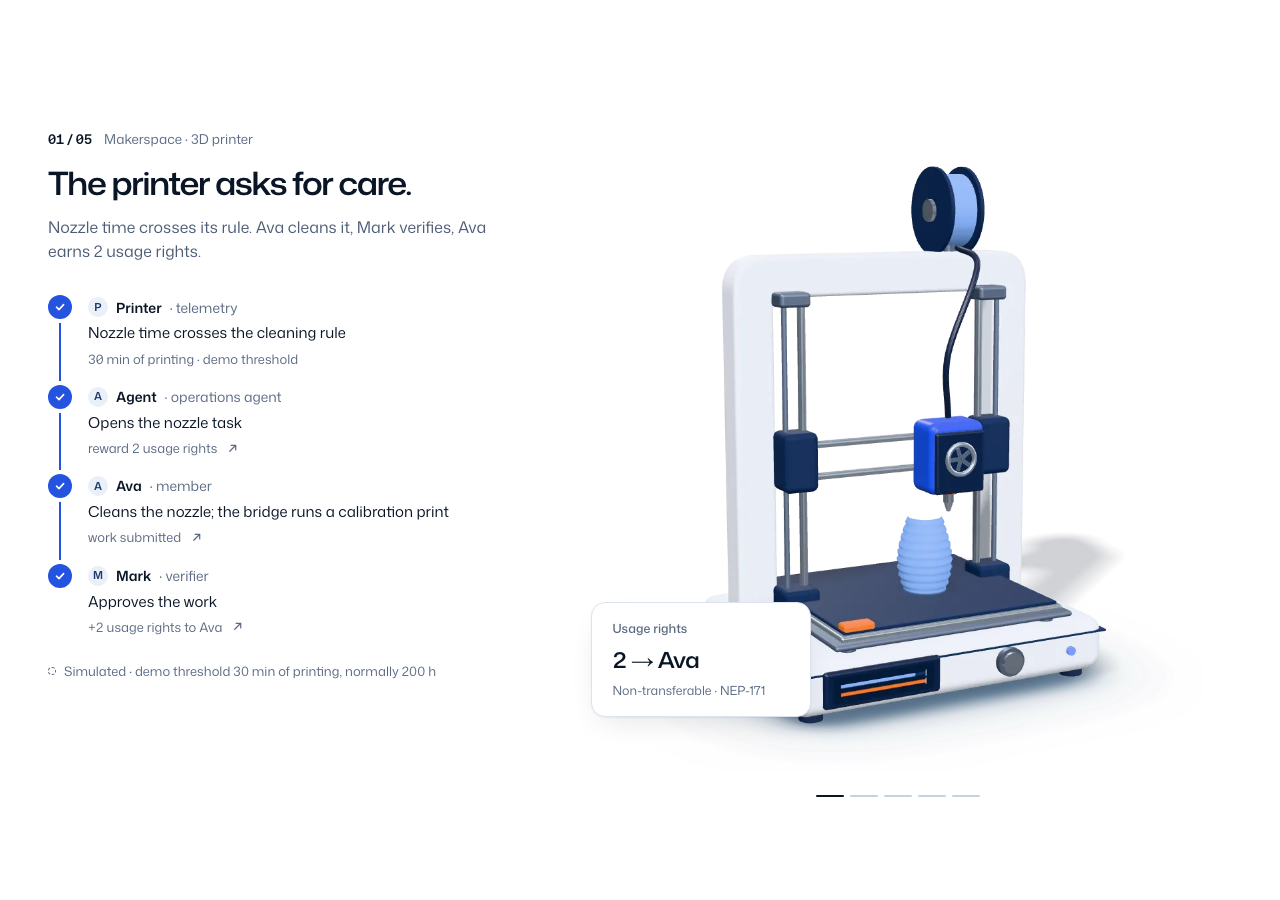 01 / 05 Makerspace · 3D printer
The printer asks for care.
Nozzle time crosses its rule. Ava cleans it, Mark verifies, Ava
earns 2 usage rights.
P Printer · telemetry
Nozzle time crosses the cleaning rule
30 min of printing · demo threshold
A Agent · operations agent
Opens the nozzle task
reward 2 usage rights ↗
A Ava · member
Cleans the nozzle; the bridge runs a calibration print
work submitted ↗
M Mark · verifier
Approves the work
+2 usage rights to Ava ↗
Simulated · demo threshold 30 min of printing, normally 200 h
Usage rights
2 → Ava
Non-transferable · NEP-171